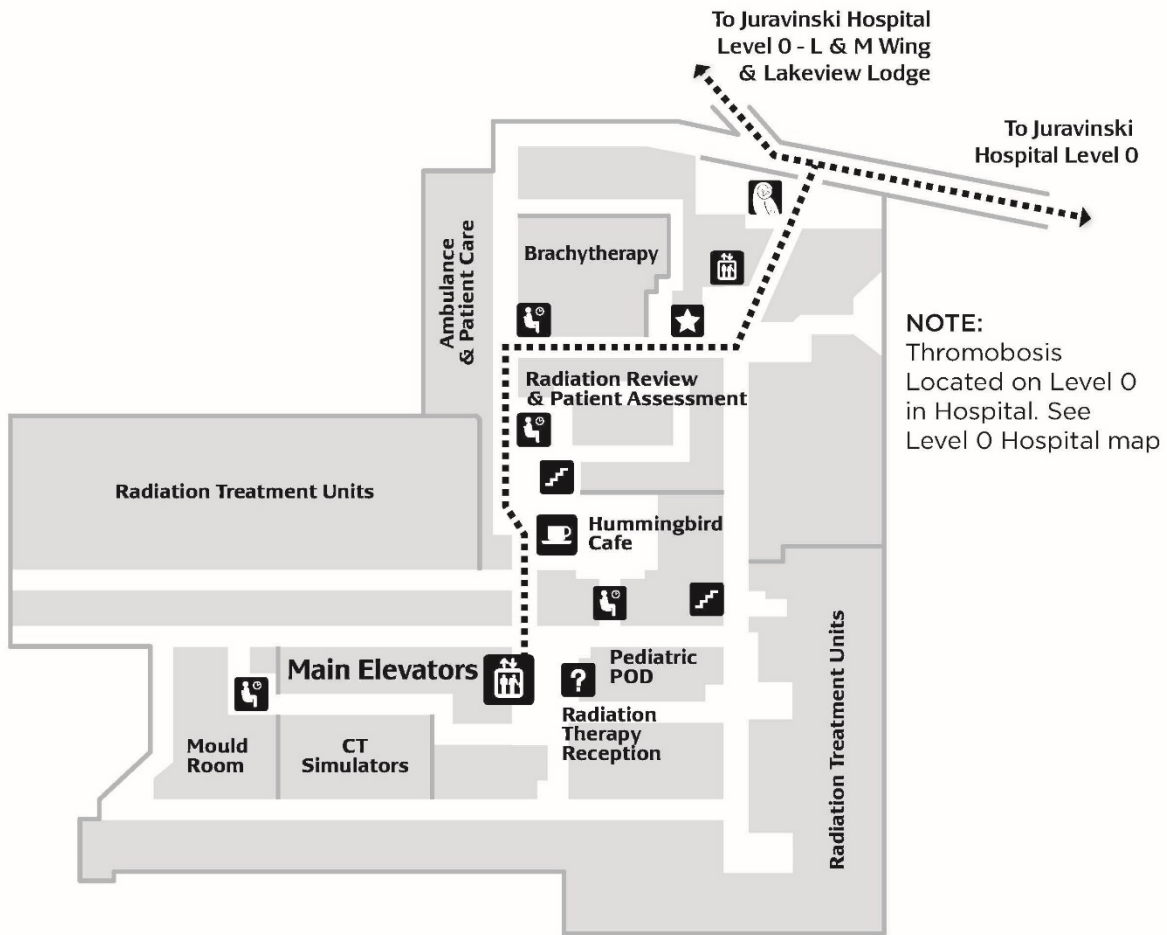 To Juravinski Hospital
Level 0 - L & M Wing
& Lakeview Lodge
To Juravinski
Hospital Level 0
Ambulance
& Patient Care
Brachytherapy
NOTE:
Thromobosis
Located on Level 0
in Hospital. See
Level 0 Hospital map
Radiation Review
& Patient Assessment
Radiation Treatment Units
Hummingbird
Cafe
Main Elevators
?
Pediatric
POD
Radiation
Therapy
Reception
Mould
Room
CT
Simulators
Radiation Treatment Units